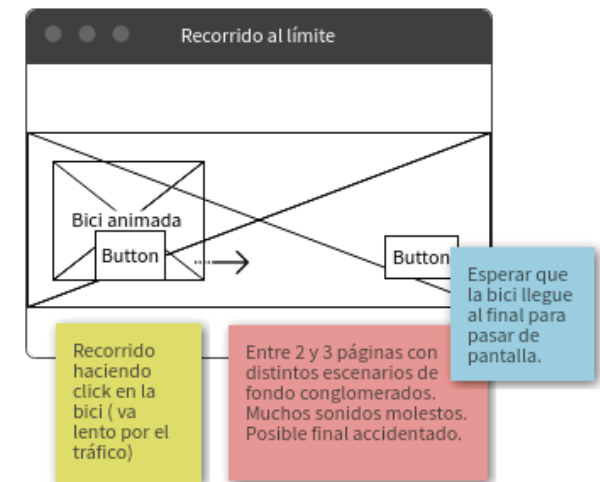 Recorrido al límite
Bici animada
Button
Button
Esperar que
la bici llegue
al final para
pasar de
pantalla.
Recorrido
haciendo
click en la
bici ( va
lento por el
tráfico)
Entre 2 y 3 páginas con
distintos escenarios de
fondo conglomerados.
Muchos sonidos molestos.
Posible final accidentado.